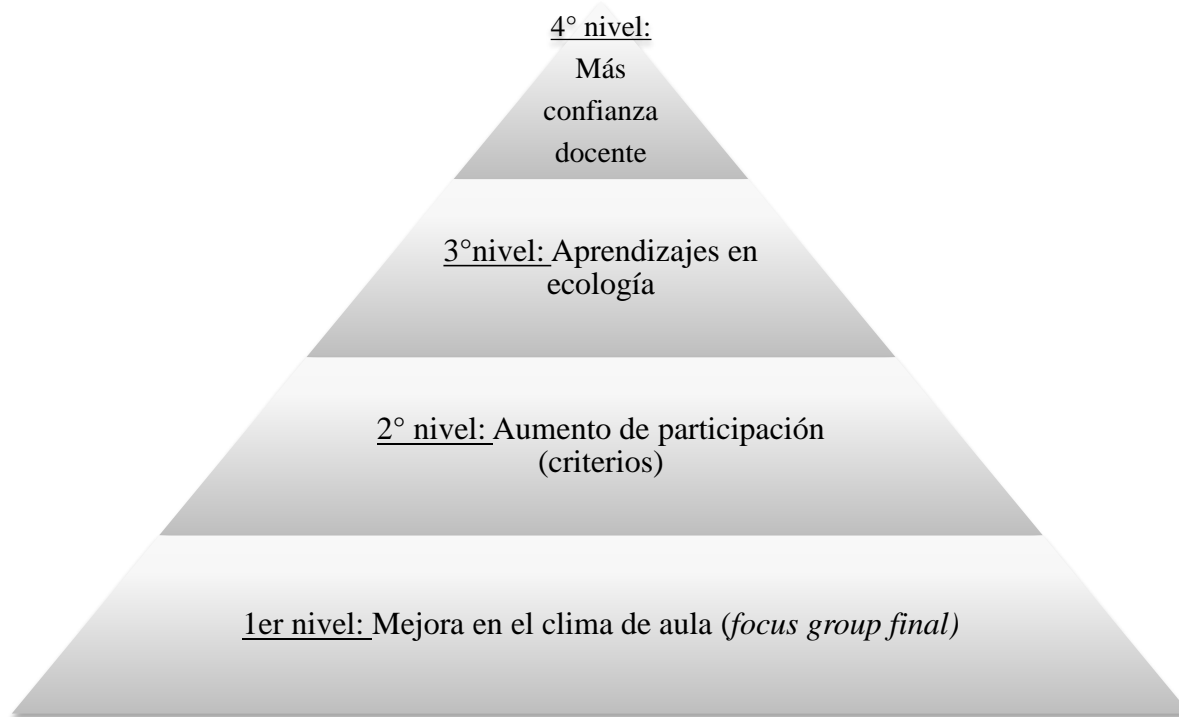 4° nivel:
Más
confianza
docente
3°nivel: Aprendizajes en
ecología
2° nivel: Aumento de participación
(criterios)
1er nivel: Mejora en el clima de aula (focus group final)